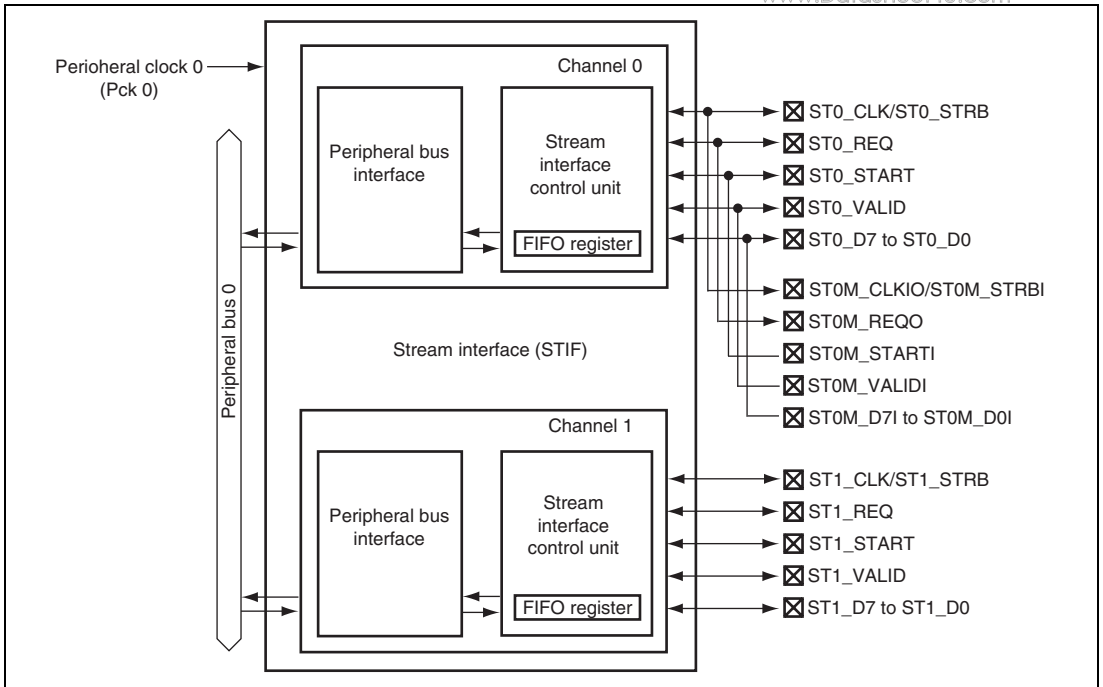 Perioheral clock 0
(Pck 0)
Channel 0
Peripheral bus
interface
Stream
interface
control unit
FIFO register
ST0_CLK/ST0_STRB
ST0_REQ
ST0_START
ST0_VALID
ST0_D7 to ST0_D0
ST0M_CLKIO/ST0M_STRBI
ST0M_REQO
ST0M_STARTI
ST0M_VALIDI
ST0M_D7I to ST0M_D0I
Peripheral bus 0
Stream interface (STIF)
Channel 1
Peripheral bus
interface
Stream
interface
control unit
FIFO register
ST1_CLK/ST1_STRB
ST1_REQ
ST1_START
ST1_VALID
ST1_D7 to ST1_D0